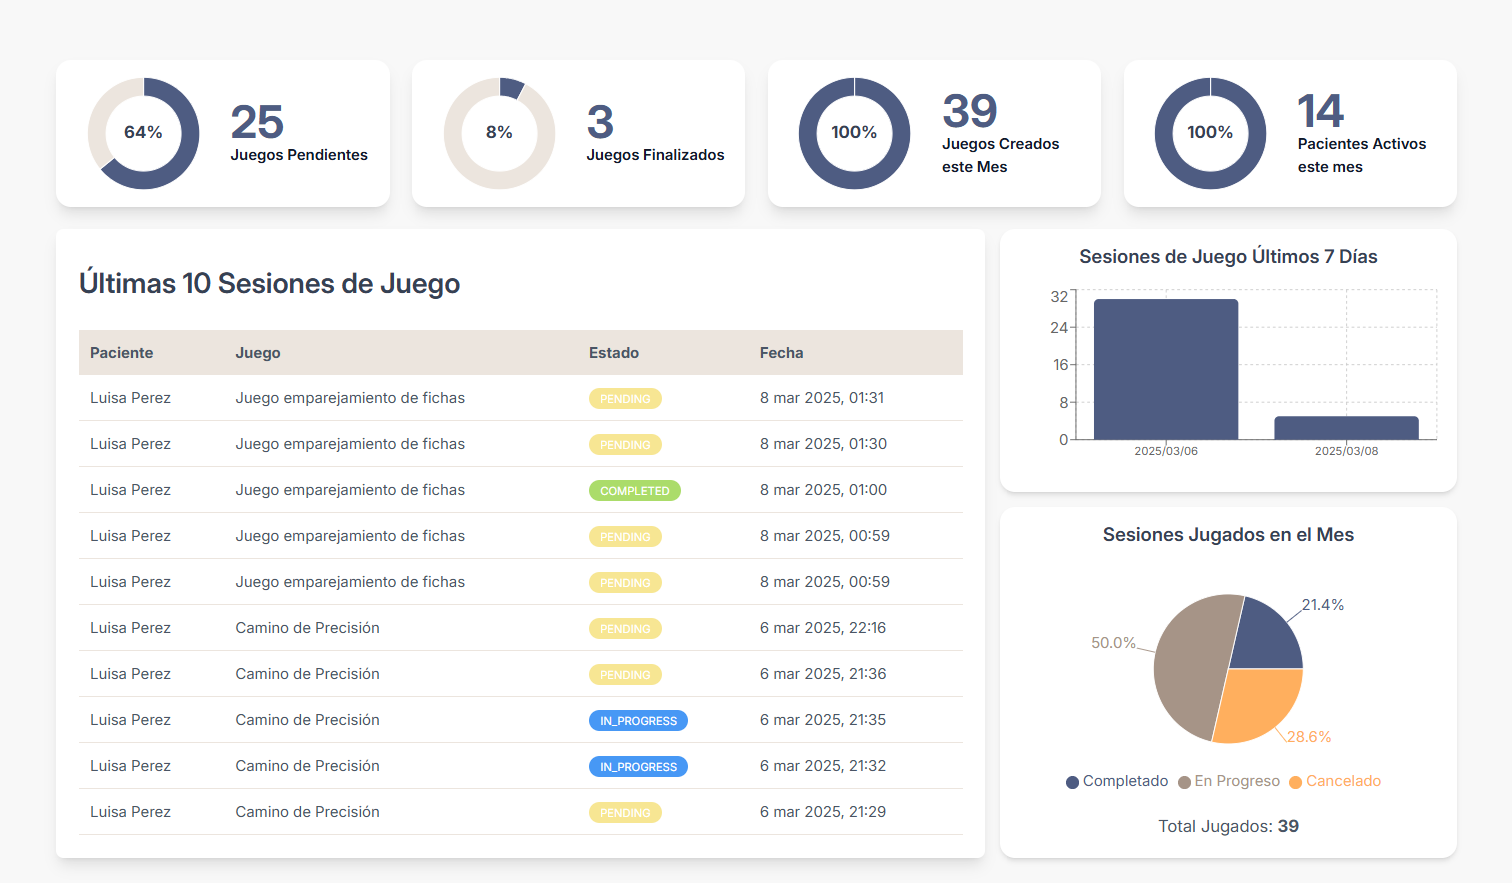 64%
25
Juegos Pendientes
8%
3
Juegos Finalizados
100%
39
Juegos Creados
este Mes
100%
14
Pacientes Activos
este mes
Últimas 10 Sesiones de Juego
Paciente Juego Estado Fecha
Luisa Perez Juego emparejamiento de fichas PENDING 8 mar 2025, 01:31
Luisa Perez Juego emparejamiento de fichas PENDING 8 mar 2025, 01:30
Luisa Perez Juego emparejamiento de fichas COMPLETED 8 mar 2025, 01:00
Luisa Perez Juego emparejamiento de fichas PENDING 8 mar 2025, 00:59
Luisa Perez Juego emparejamiento de fichas PENDING 8 mar 2025, 00:59
Luisa Perez Camino de Precisión PENDING 6 mar 2025, 22:16
Luisa Perez Camino de Precisión PENDING 6 mar 2025, 21:36
Luisa Perez Camino de Precisión IN_PROGRESS 6 mar 2025, 21:35
Luisa Perez Camino de Precisión IN_PROGRESS 6 mar 2025, 21:32
Luisa Perez Camino de Precisión PENDING 6 mar 2025, 21:29
Sesiones de Juego Últimos 7 Días
32
24
16
8
0
2025/03/06 2025/03/08
Sesiones Jugados en el Mes
21.4%
50.0%
28.6%
Completado En Progreso Cancelado
Total Jugados: 39